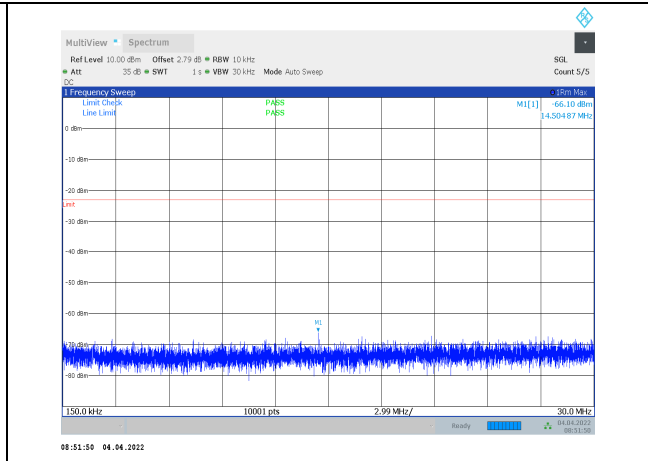 MultiView Spectrum
Ref Level 10.00 dBm Offset 2.79 dB RBW 10 kHz SGL
Att 35 dB SWT 1 s VBW 30 kHz Mode Auto Sweep Count 5/5
DC
1 Frequency Sweep 1Rm Max
Limit Check PASS M1[1] -66.10 dBm
Line Limit PASS 14.50487 MHz
0 dBm
-10 dBm
-20 dBm
Limit
-30 dBm
-40 dBm
-50 dBm
-60 dBm
M1
-70 dBm
-80 dBm
150.0 kHz 10001 pts 2.99 MHz/ 30.0 MHz
Ready 04.04.2022
08:51:50
08:51:50 04.04.2022